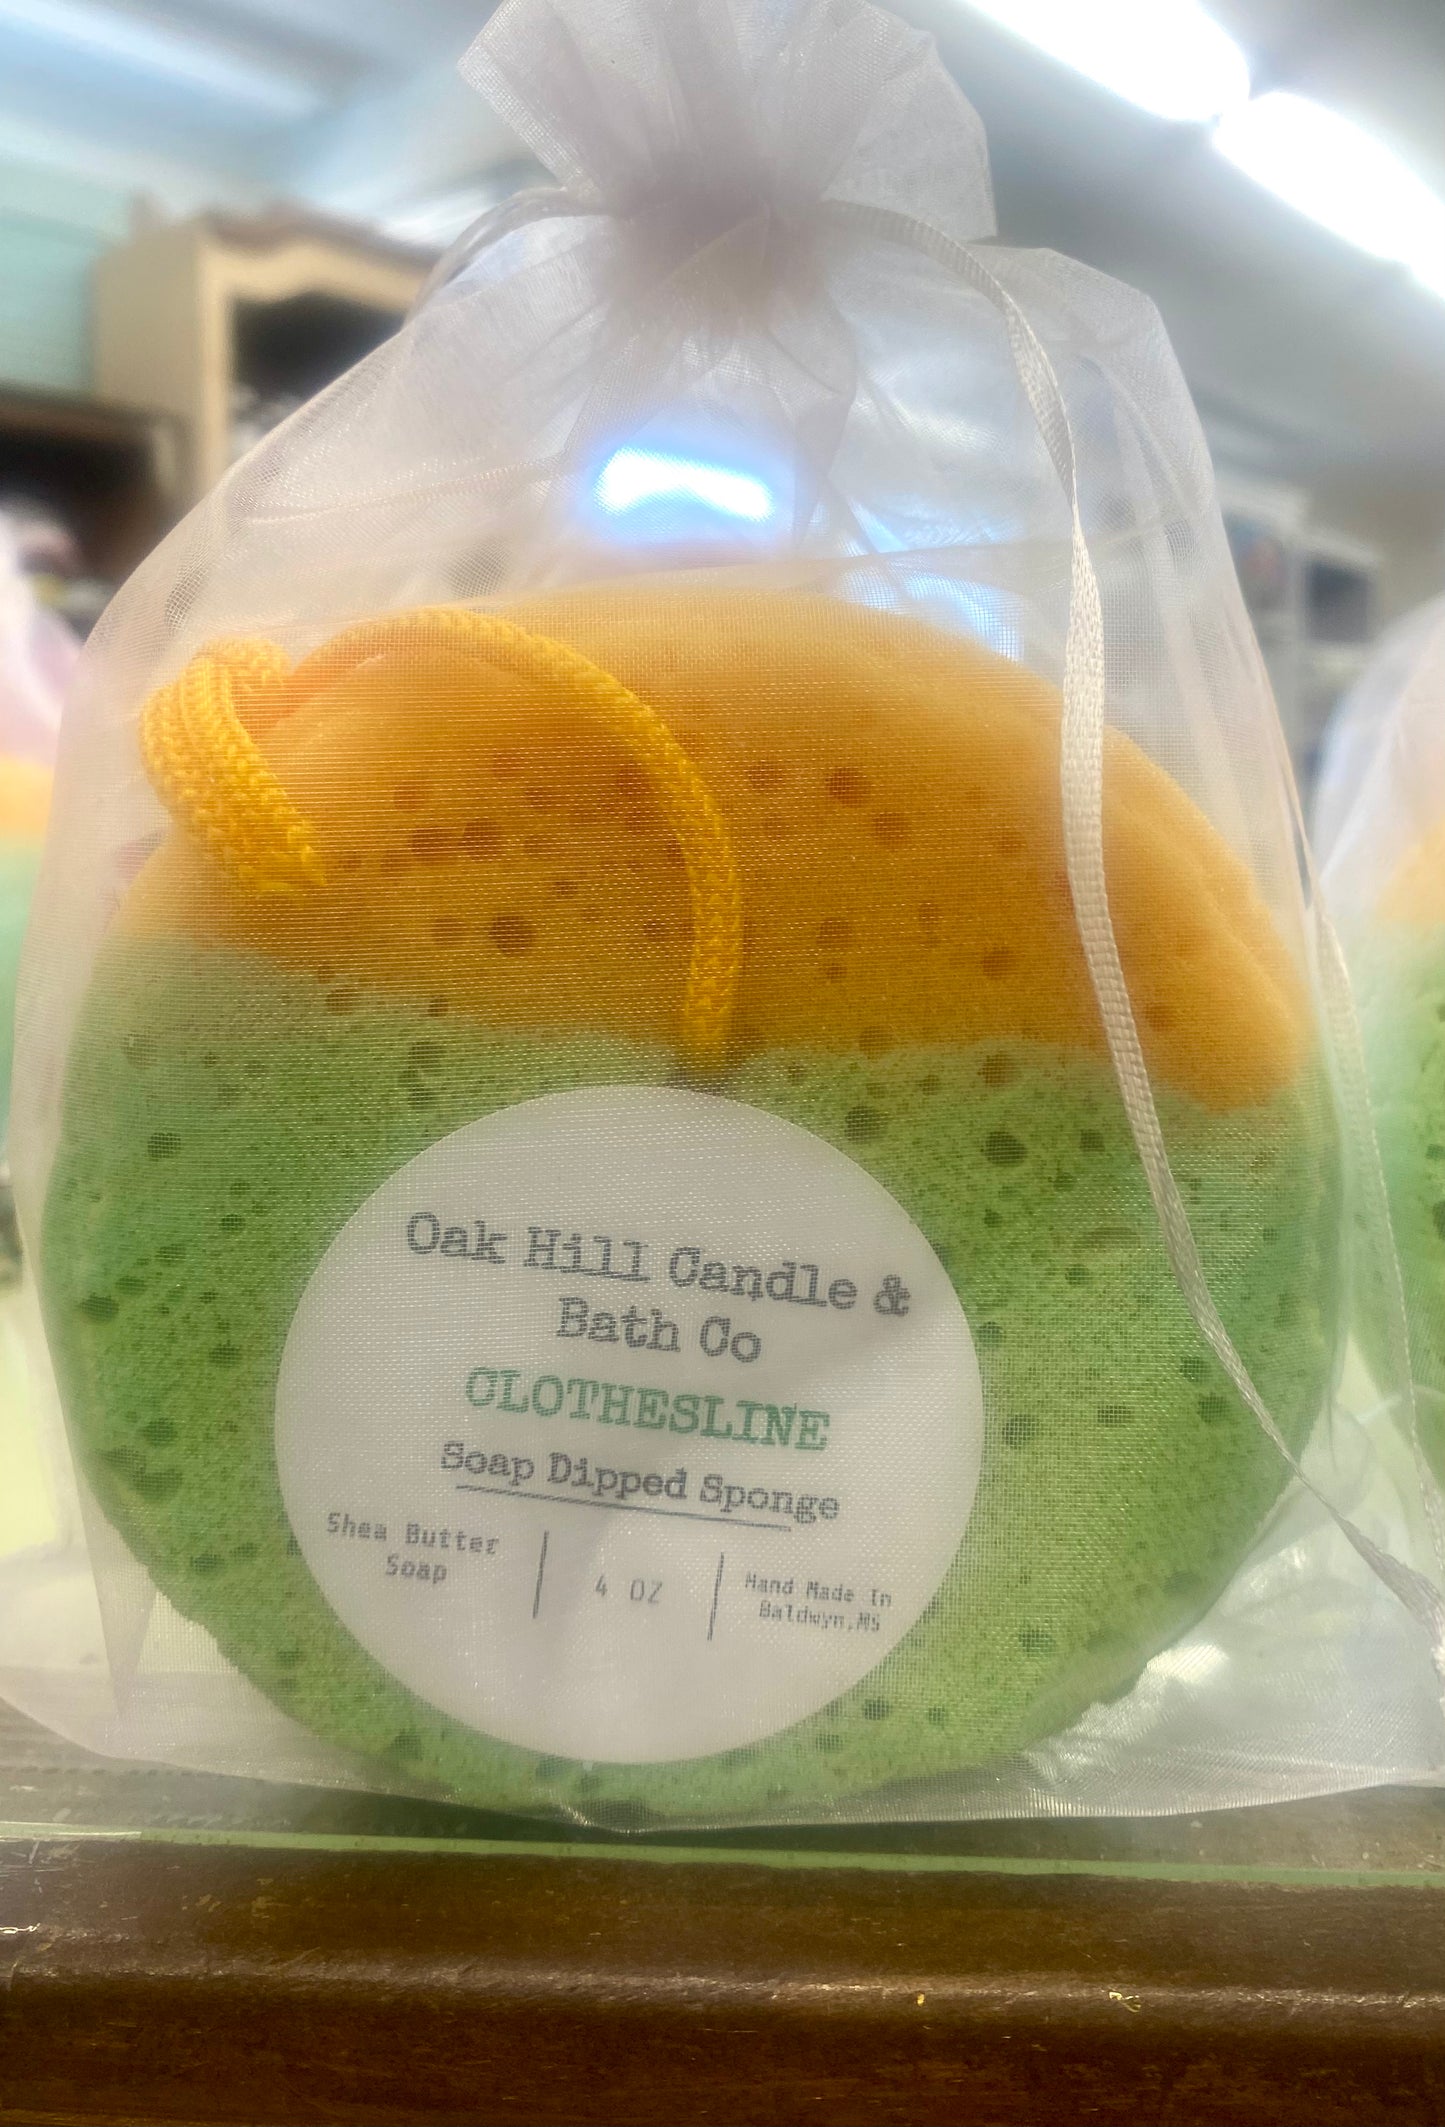 Oak Hill Candle &
Bath Co
CLOTHESLINE
Soap Dipped Sponge
Shea Butter
Soap
4 OZ
Hand Made In
Baldwyn,MS